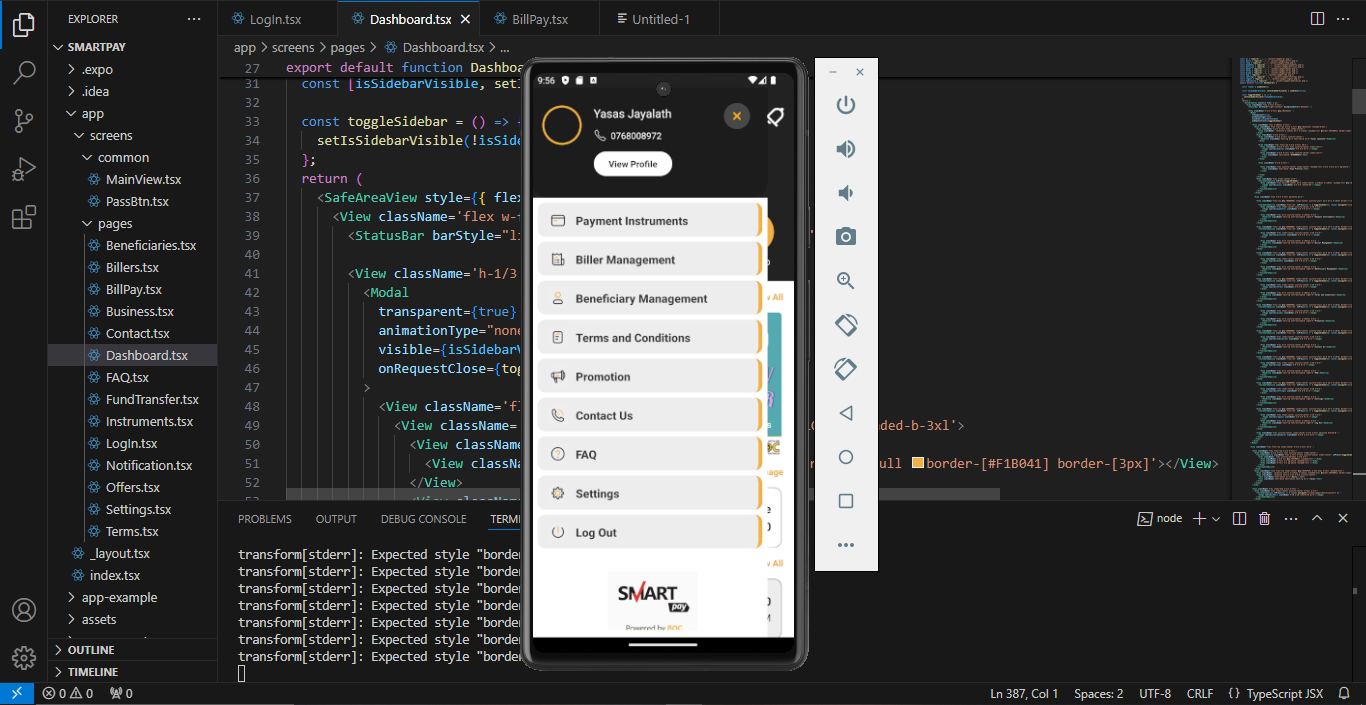 EXPLORER
LogIn.tsx
Dashboard.tsx
BillPay.tsx
Untitled-1
SMARTPAY
.expo
.idea
app
screens
common
MainView.tsx
PassBtn.tsx
pages
Beneficiaries.tsx
Billers.tsx
BillPay.tsx
Business.tsx
Contact.tsx
Dashboard.tsx
FAQ.tsx
FundTransfer.tsx
Instruments.tsx
LogIn.tsx
Notification.tsx
Offers.tsx
Settings.tsx
Terms.tsx
_layout.tsx
index.tsx
app-example
assets
OUTLINE
TIMELINE
app > screens > pages > Dashboard.tsx > ...
27 export default function Dashbo
31 const [isSidebarVisible, setI
32
33 const toggleSidebar = () =>
34 setIsSidebarVisible(!isSide
35 };
36 return (
37 <SafeAreaView style={{ flex
38 <View className='flex w-f
39 <StatusBar barStyle="li
40
41 <View className='h-1/3
42 <Modal
43 transparent={true}
44 animationType="none
45 visible={isSidebarV
46 onRequestClose={tog
47 >
48 <View className='fl
49 <View className=
50 <View className
51 <View classNa
52 </View>
ded-b-3xl'>
ull border-[#F1B041] border-[3px]'></View>
9:56
Yasas Jayalath
0768008972
View Profile
Payment Instruments
Biller Management
Beneficiary Management
Terms and Conditions
Promotion
Contact Us
FAQ
Settings
Log Out
SMART
pay
Powered by BOC
w All
age
w All
PROBLEMS
OUTPUT
DEBUG CONSOLE
TERM
node
transform[stderr]: Expected style "border
transform[stderr]: Expected style "border
transform[stderr]: Expected style "border
transform[stderr]: Expected style "border
transform[stderr]: Expected style "border
transform[stderr]: Expected style "border
transform[stderr]: Expected style "border
0 0 0
Ln 387, Col 1
Spaces: 2
UTF-8
CRLF
{} TypeScript JSX